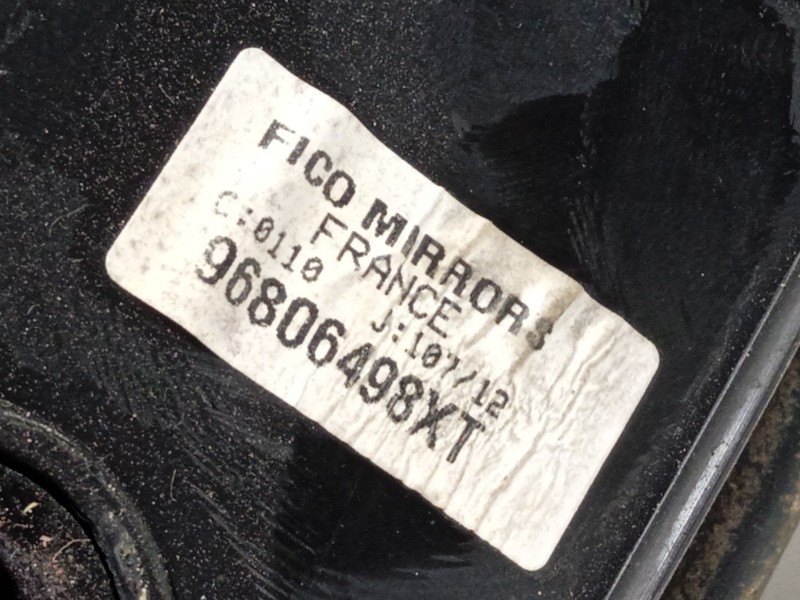 FICO MIRRORS
FRANCE
C:0110 J:107/12
96806498XT